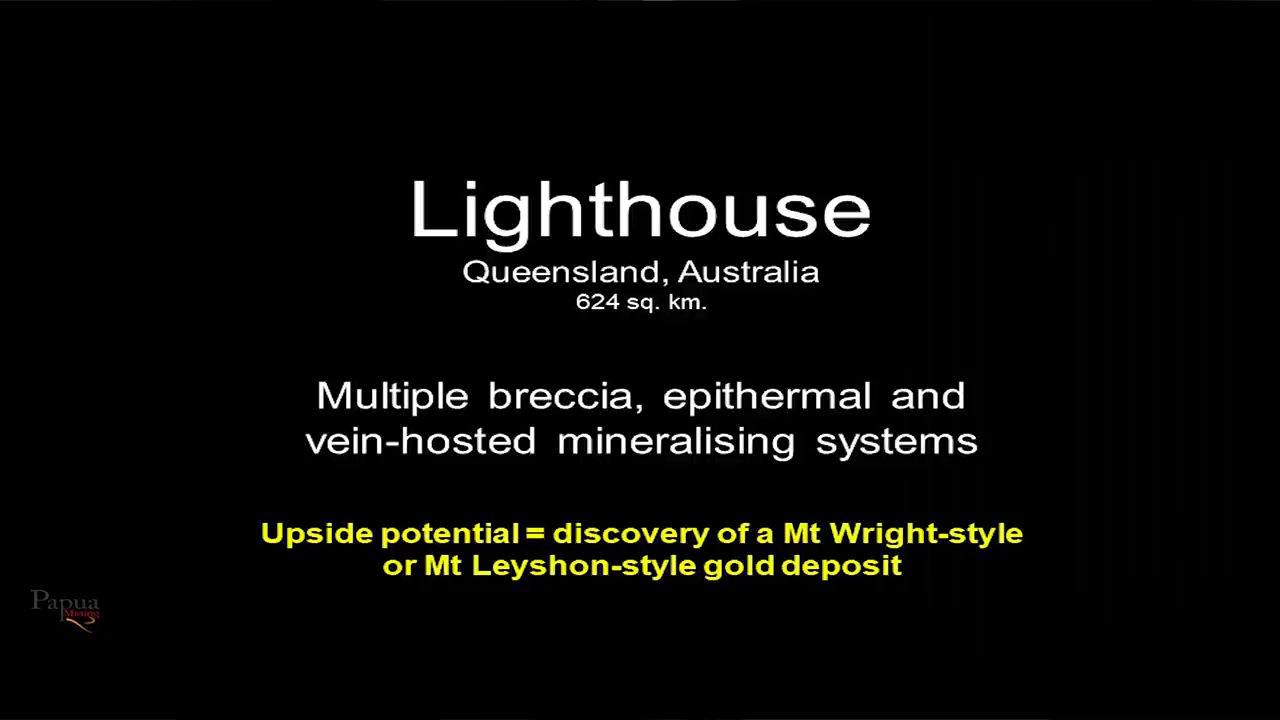 Lighthouse
Queensland, Australia
624 sq. km.
Multiple breccia, epithermal and
vein-hosted mineralising systems
Upside potential = discovery of a Mt Wright-style
or Mt Leyshon-style gold deposit
Papua
Mining